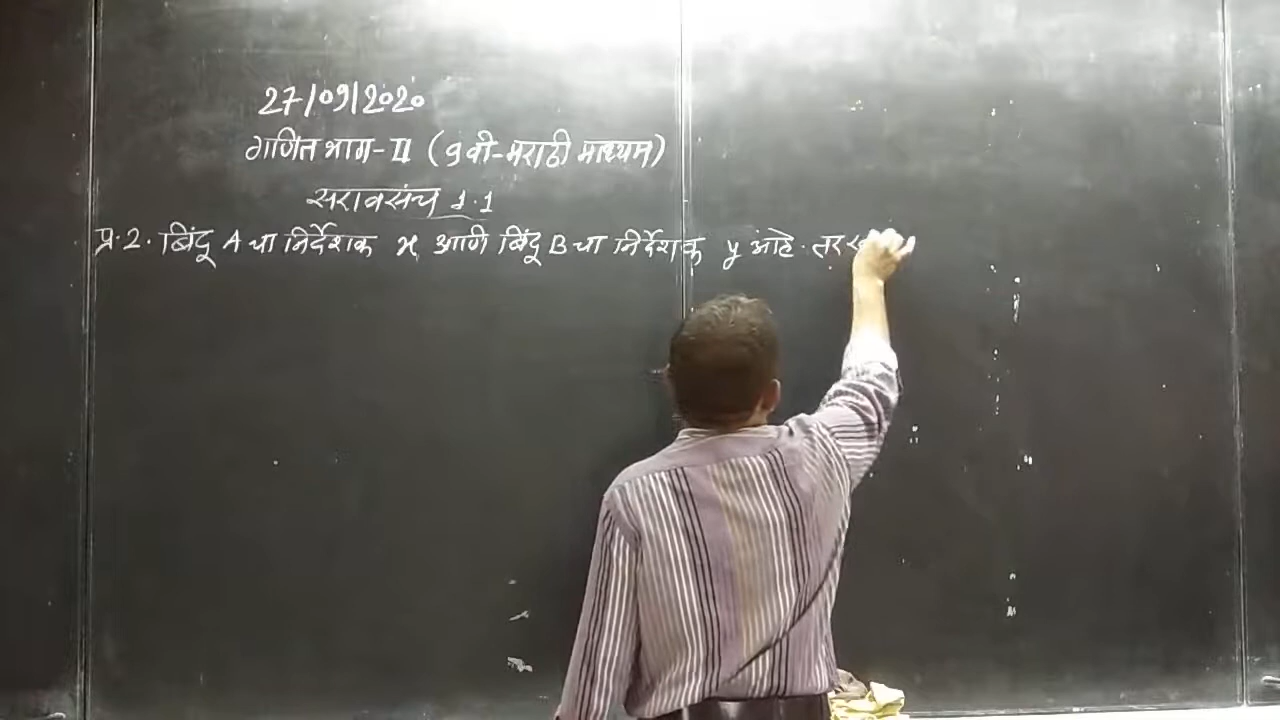 27/09/2020
गणित भाग-II (9वी-मराठी माध्यम)
सरावसंच 1.1
प्र.2. बिंदू A चा निर्देशक x आणि बिंदू B चा निर्देशक y आहे. तर